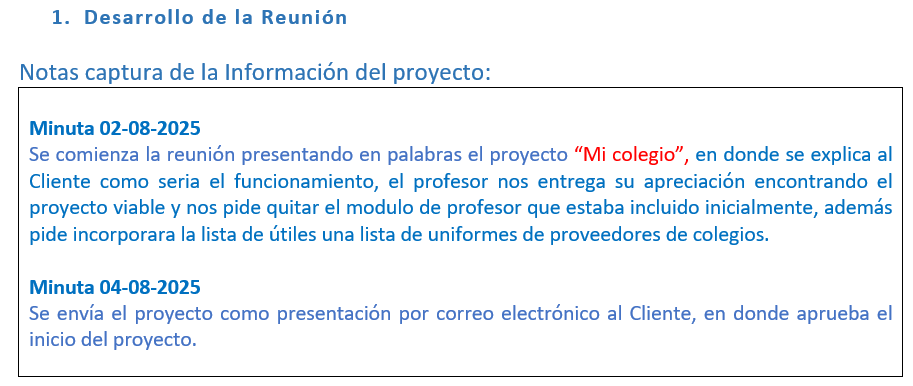 1. Desarrollo de la Reunión
Notas captura de la Información del proyecto:
Minuta 02-08-2025
Se comienza la reunión presentando en palabras el proyecto “Mi colegio”, en donde se explica al
Cliente como seria el funcionamiento, el profesor nos entrega su apreciación encontrando el
proyecto viable y nos pide quitar el modulo de profesor que estaba incluido inicialmente, además
pide incorporara la lista de útiles una lista de uniformes de proveedores de colegios.
Minuta 04-08-2025
Se envía el proyecto como presentación por correo electrónico al Cliente, en donde aprueba el
inicio del proyecto.